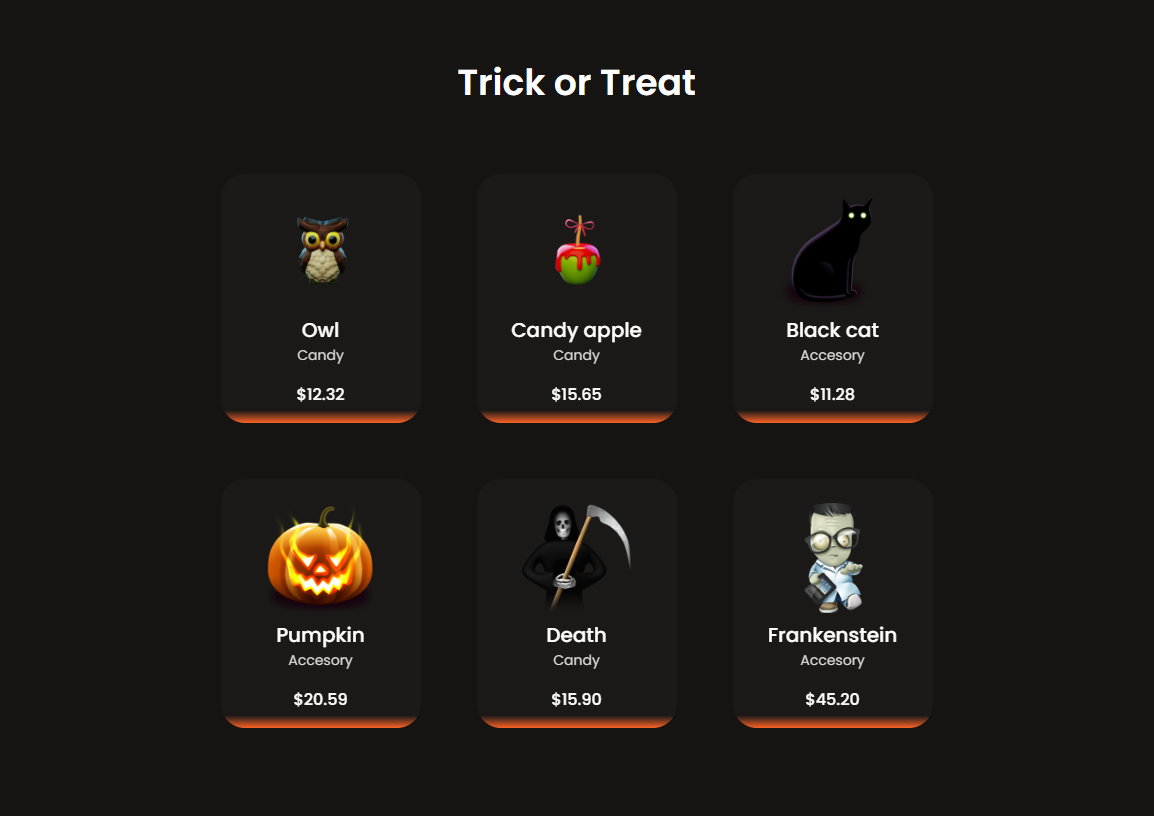 Trick or Treat
Owl
Candy
$12.32
Candy apple
Candy
$15.65
Black cat
Accesory
$11.28
Pumpkin
Accesory
$20.59
Death
Candy
$15.90
Frankenstein
Accesory
$45.20